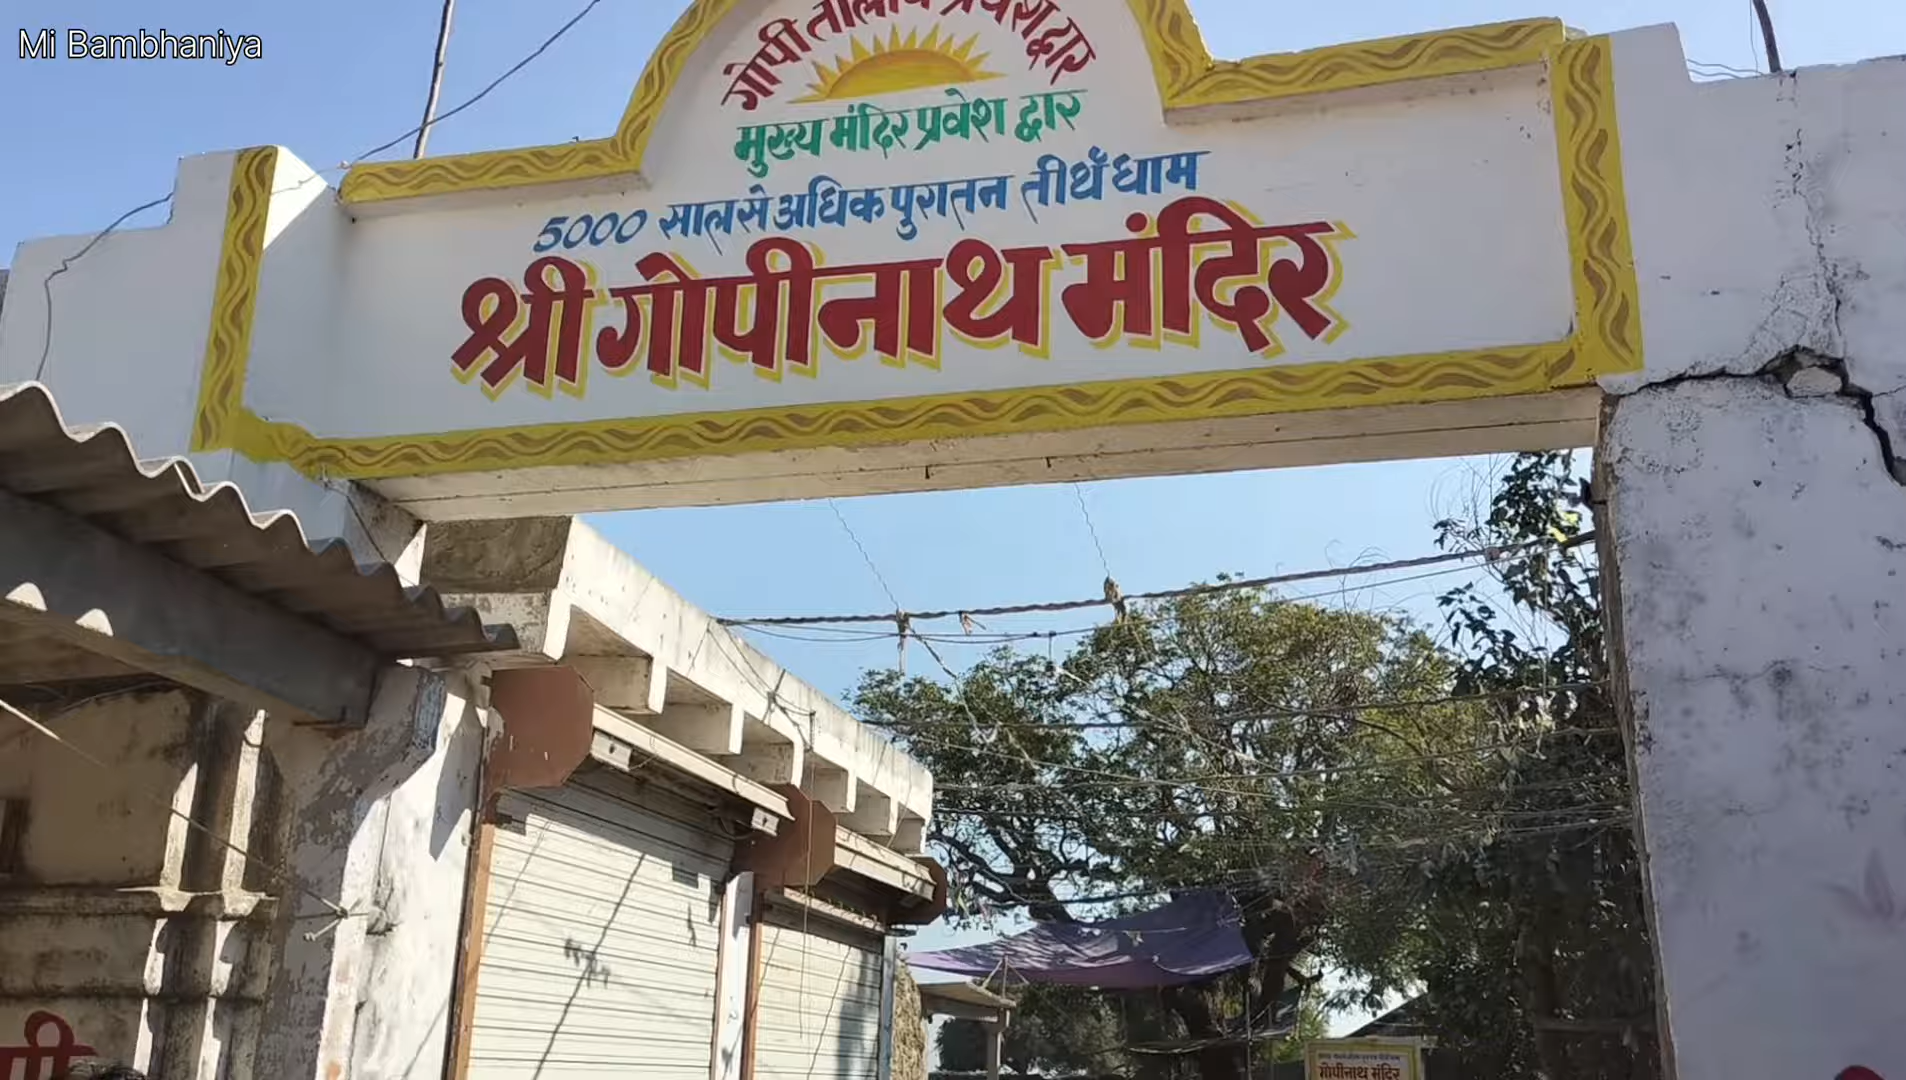 Mi Bambhaniya
गोपी तालाब प्रवेश द्वार
मुख्य मंदिर प्रवेश द्वार
5000 साल से अधिक पुरातन तीर्थ धाम
श्री गोपीनाथ मंदिर
गोपीनाथ मंदिर